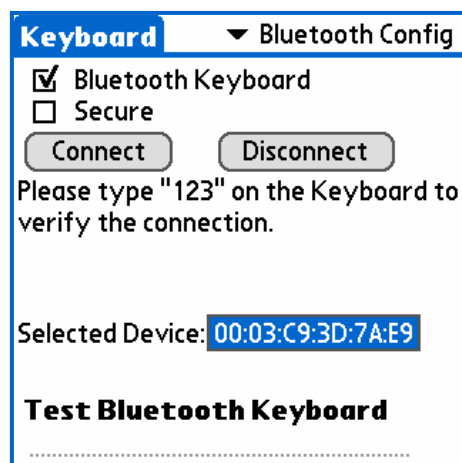 Keyboard Bluetooth Config
Bluetooth Keyboard
Secure
Connect Disconnect
Please type "123" on the Keyboard to
verify the connection.
Selected Device: 00:03:C9:3D:7A:E9
Test Bluetooth Keyboard